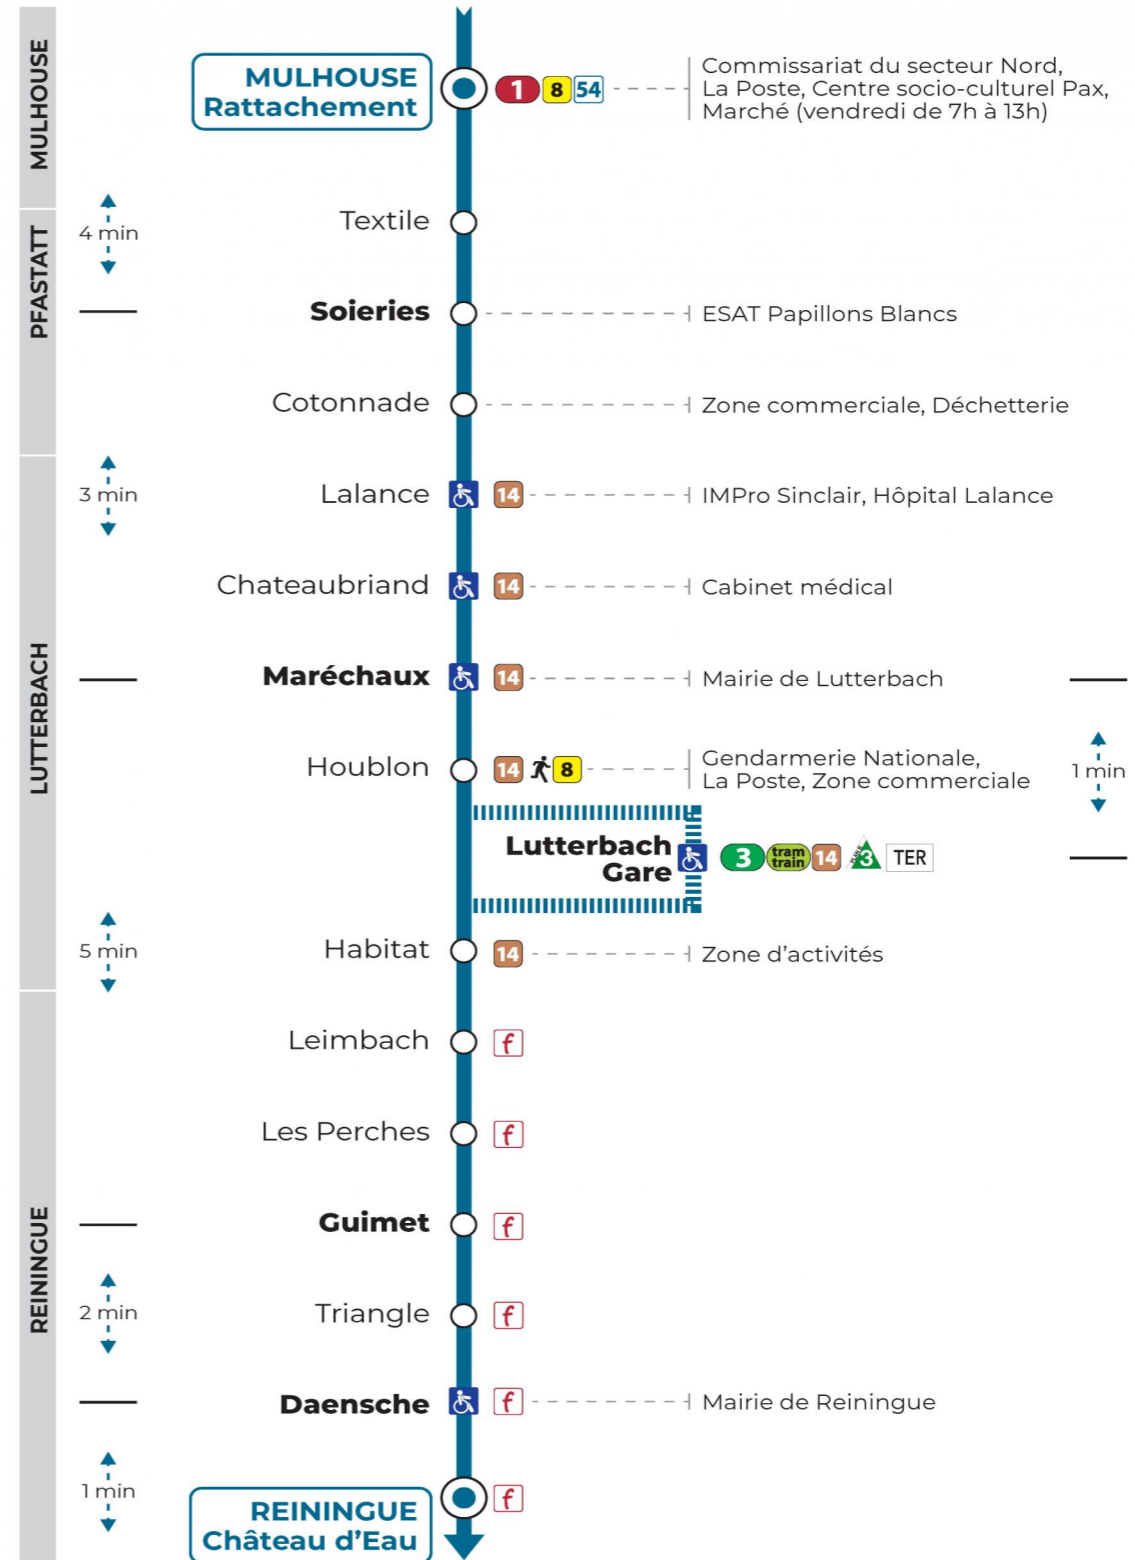 MULHOUSE
MULHOUSE
Rattachement
1 8 54
Commissariat du secteur Nord,
La Poste, Centre socio-culturel Pax,
Marché (vendredi de 7h à 13h)
PFASTATT
4 min
Textile
Soieries
ESAT Papillons Blancs
Cotonnade
Zone commerciale, Déchetterie
LUTTERBACH
3 min
Lalance
14
IMPro Sinclair, Hôpital Lalance
Chateaubriand
14
Cabinet médical
Maréchaux
14
Mairie de Lutterbach
Houblon
14 8
Gendarmerie Nationale,
La Poste, Zone commerciale
1 min
Lutterbach
Gare
3
tram
train
14
3
TER
5 min
Habitat
14
Zone d’activités
REININGUE
Leimbach
f
Les Perches
f
Guimet
f
2 min
Triangle
f
Daensche
f
Mairie de Reiningue
1 min
REININGUE
Château d’Eau
f